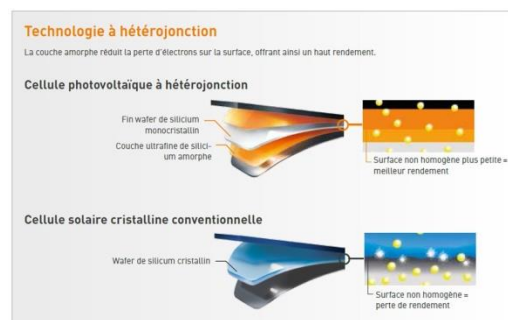 Technologie à hétérojonction
La couche amorphe réduit la perte d'électrons sur la surface, offrant ainsi un haut rendement.
Cellule photovoltaïque à hétérojonction
Fin wafer de silicium
monocristallin
Couche ultrafine de silici-
um amorphe
Surface non homogène plus petite =
meilleur rendement
Cellule solaire cristalline conventionnelle
Wafer de silicum cristallin
Surface non homogène =
perte de rendement